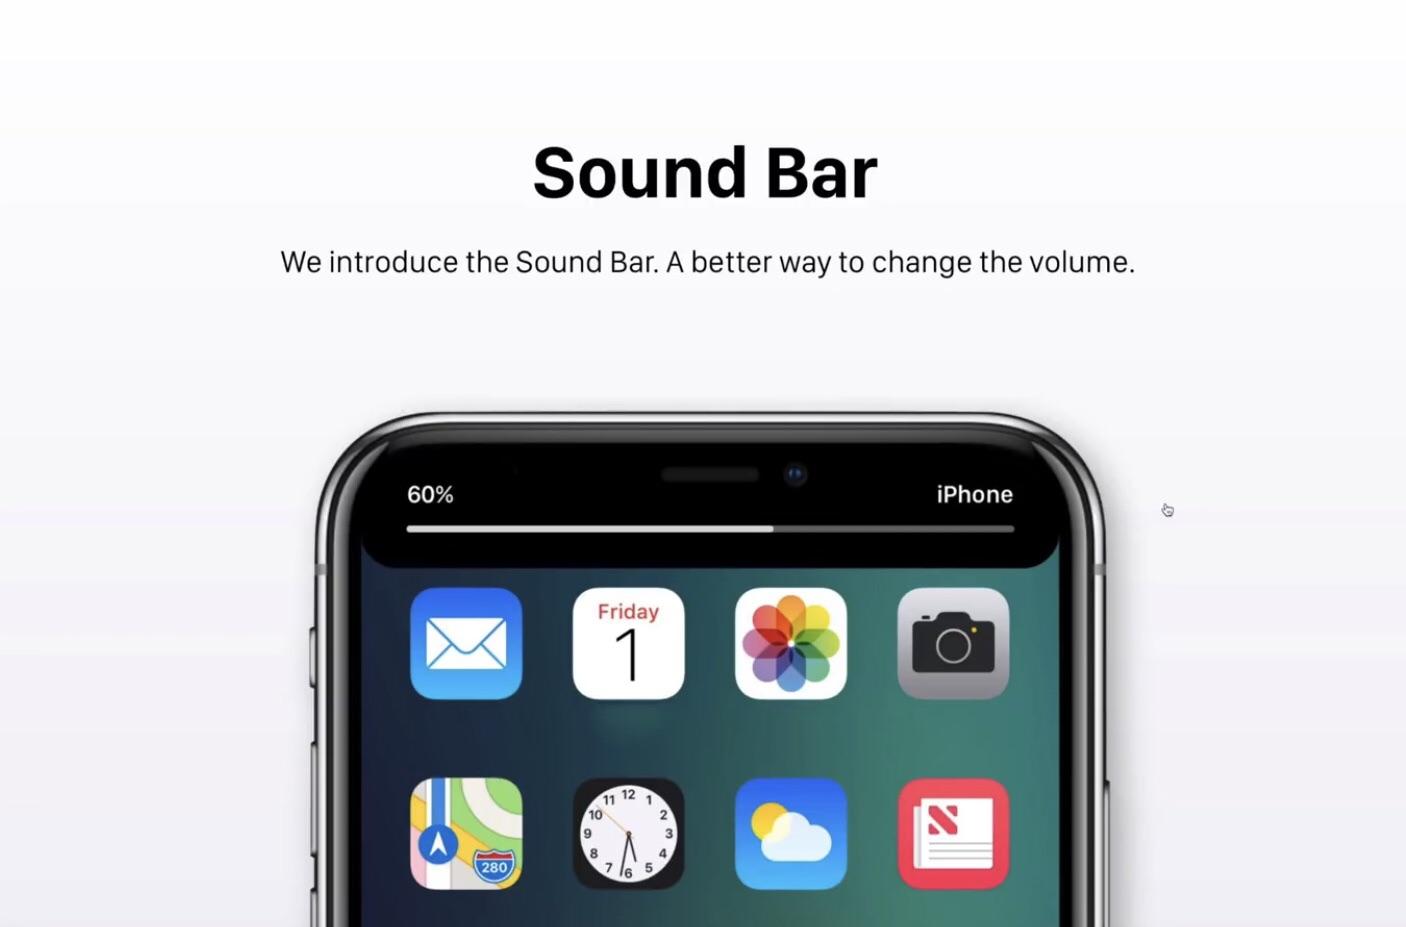 Sound Bar
We introduce the Sound Bar. A better way to change the volume.
60% iPhone
Friday
1
280
11 12 1
10 2
9 3
8 4
7 6 5
N